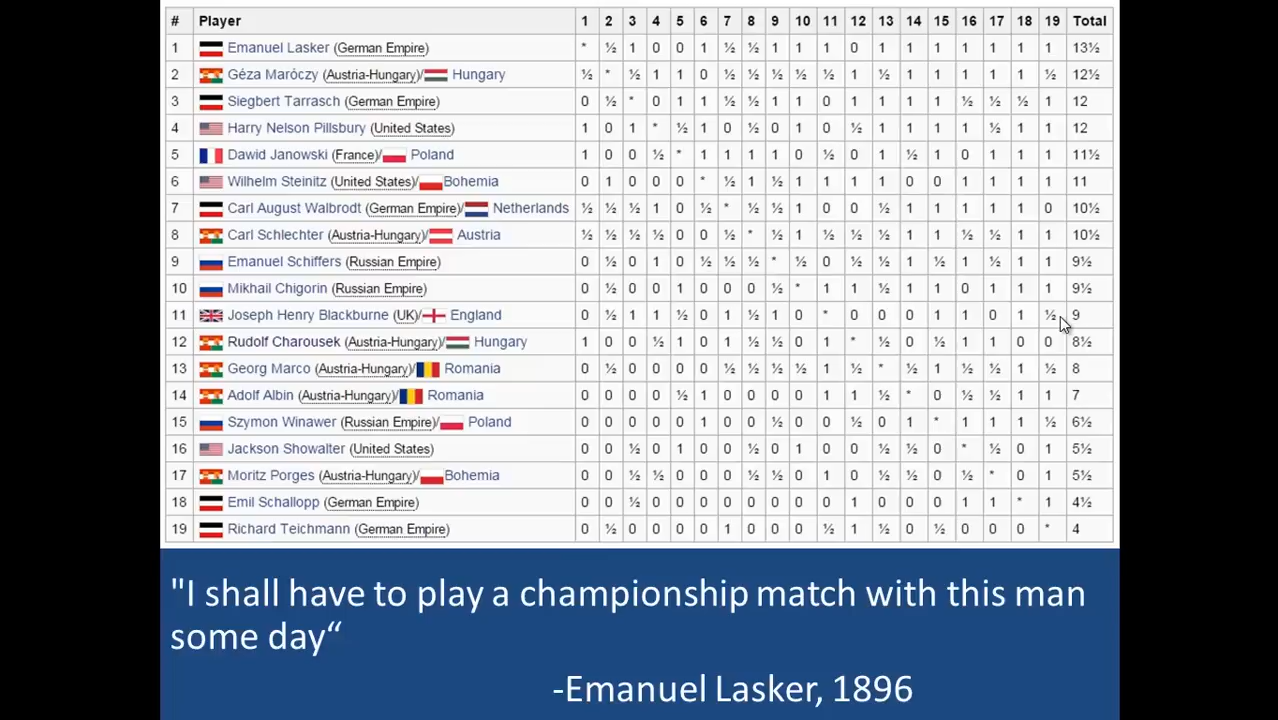 # Player 1 2 3 4 5 6 7 8 9 10 11 12 13 14 15 16 17 18 19 Total
1 Emanuel Lasker (German Empire) * ½ 1 0 0 1 ½ ½ 1 1 1 0 1 1 1 1 1 1 1 13½
2 Géza Maróczy (Austria-Hungary)/ Hungary ½ * ½ 1 1 0 ½ ½ ½ ½ ½ 1 ½ 1 1 1 1 1 ½ 12½
3 Siegbert Tarrasch (German Empire) 0 ½ * 0 1 1 ½ ½ 1 1 0 1 1 1 1 ½ ½ ½ 1 12
4 Harry Nelson Pillsbury (United States) 1 0 1 * ½ 1 0 ½ 0 1 0 ½ 1 1 1 1 ½ 1 1 12
5 Dawid Janowski (France)/ Poland 1 0 0 ½ * 1 1 1 1 0 ½ 0 1 ½ 1 0 1 1 1 11½
6 Wilhelm Steinitz (United States)/ Bohemia 0 1 0 0 0 * ½ 1 ½ 1 1 1 1 0 0 1 1 1 1 11
7 Carl August Walbrodt (German Empire)/ Netherlands ½ ½ ½ 1 0 ½ * ½ ½ 1 0 0 ½ 1 1 1 1 1 0 10½
8 Carl Schlechter (Austria-Hungary)/ Austria ½ ½ ½ ½ 0 0 ½ * ½ 1 ½ ½ ½ 1 1 ½ ½ 1 1 10½
9 Emanuel Schiffers (Russian Empire) 0 ½ 0 1 0 ½ ½ ½ * ½ 0 ½ ½ 1 ½ 1 ½ 1 1 9½
10 Mikhail Chigorin (Russian Empire) 0 ½ 0 0 1 0 0 0 ½ * 1 1 ½ 1 1 0 1 1 1 9½
11 Joseph Henry Blackburne (UK)/ England 0 ½ 1 1 ½ 0 1 ½ 1 0 * 0 0 0 1 1 0 1 ½ 9
12 Rudolf Charousek (Austria-Hungary)/ Hungary 1 0 0 ½ 1 0 1 ½ ½ 0 1 * ½ 0 ½ 1 1 0 0 8½
13 Georg Marco (Austria-Hungary)/ Romania 0 ½ 0 0 0 0 ½ ½ ½ ½ 1 ½ * ½ 1 ½ ½ 1 ½ 8
14 Adolf Albin (Austria-Hungary)/ Romania 0 0 0 0 ½ 1 0 0 0 0 1 1 ½ * 0 ½ ½ 1 1 7
15 Szymon Winawer (Russian Empire)/ Poland 0 0 0 0 0 1 0 0 ½ 0 0 ½ 0 1 * 1 1 1 ½ 6½
16 Jackson Showalter (United States) 0 0 ½ 0 1 0 0 ½ 0 1 0 0 ½ ½ 0 * ½ 0 1 5½
17 Moritz Porges (Austria-Hungary)/ Bohemia 0 0 ½ ½ 0 0 0 ½ ½ 0 1 0 ½ ½ 0 ½ * 0 1 5½
18 Emil Schallopp (German Empire) 0 0 ½ 0 0 0 0 0 0 0 0 1 0 0 0 1 1 * 1 4½
19 Richard Teichmann (German Empire) 0 ½ 0 0 0 0 1 0 0 0 ½ 1 ½ 0 ½ 0 0 0 * 4
"I shall have to play a championship match with this man
some day“
-Emanuel Lasker, 1896